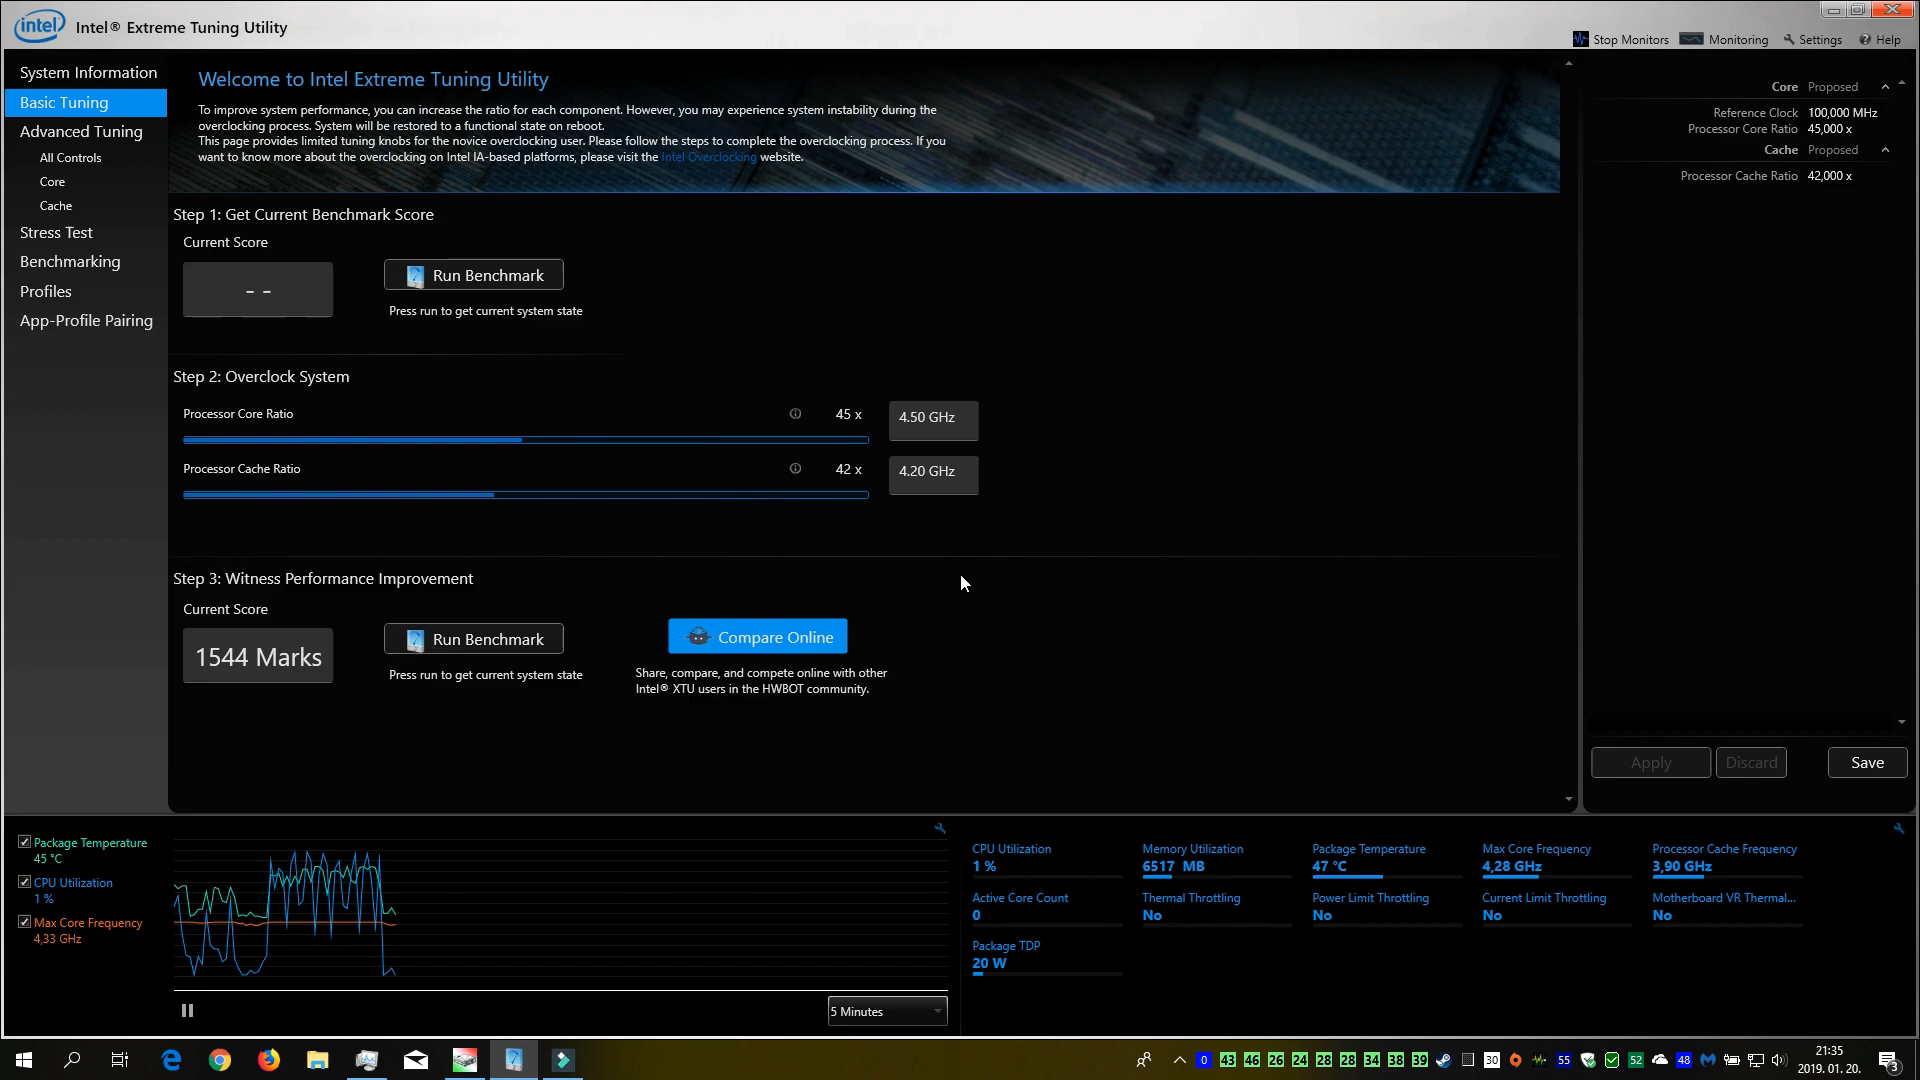 intel
Intel® Extreme Tuning Utility
Stop Monitors
Monitoring
Settings
Help
System Information
Basic Tuning
Advanced Tuning
All Controls
Core
Cache
Stress Test
Benchmarking
Profiles
App-Profile Pairing
Welcome to Intel Extreme Tuning Utility
To improve system performance, you can increase the ratio for each component. However, you may experience system instability during the
overclocking process. System will be restored to a functional state on reboot.
This page provides limited tuning knobs for the novice overclocking user. Please follow the steps to complete the overclocking process. If you
want to know more about the overclocking on Intel IA-based platforms, please visit the Intel Overclocking website.
Step 1: Get Current Benchmark Score
Current Score
- -
Run Benchmark
Press run to get current system state
Step 2: Overclock System
Processor Core Ratio 45 x 4.50 GHz
Processor Cache Ratio 42 x 4.20 GHz
Step 3: Witness Performance Improvement
Current Score
1544 Marks
Run Benchmark
Press run to get current system state
Compare Online
Share, compare, and compete online with other
Intel® XTU users in the HWBOT community.
Core Proposed
Reference Clock 100,000 MHz
Processor Core Ratio 45,000 x
Cache Proposed
Processor Cache Ratio 42,000 x
Apply
Discard
Save
Package Temperature
45 °C
CPU Utilization
1 %
Max Core Frequency
4,33 GHz
5 Minutes
CPU Utilization
1 %
Memory Utilization
6517 MB
Package Temperature
47 °C
Max Core Frequency
4,28 GHz
Processor Cache Frequency
3,90 GHz
Active Core Count
0
Thermal Throttling
No
Power Limit Throttling
No
Current Limit Throttling
No
Motherboard VR Thermal...
No
Package TDP
20 W
0 43 46 26 24 28 28 34 38 39 30 55 52 48
21:35
2019. 01. 20.
3